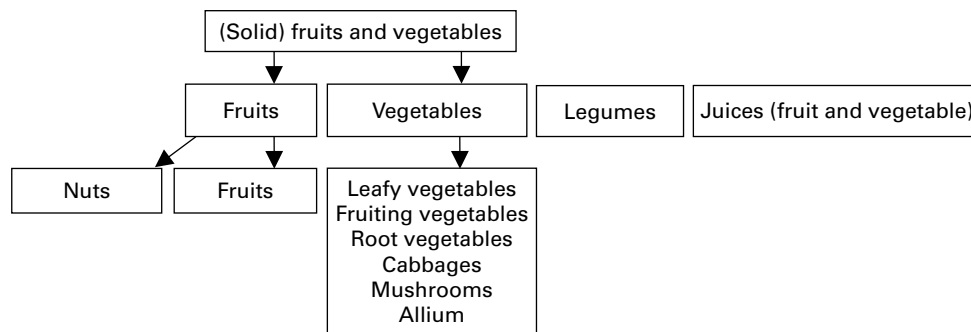 (Solid) fruits and vegetables
Fruits
Vegetables
Legumes
Juices (fruit and vegetable)
Nuts
Fruits
Leafy vegetables
Fruiting vegetables
Root vegetables
Cabbages
Mushrooms
Allium